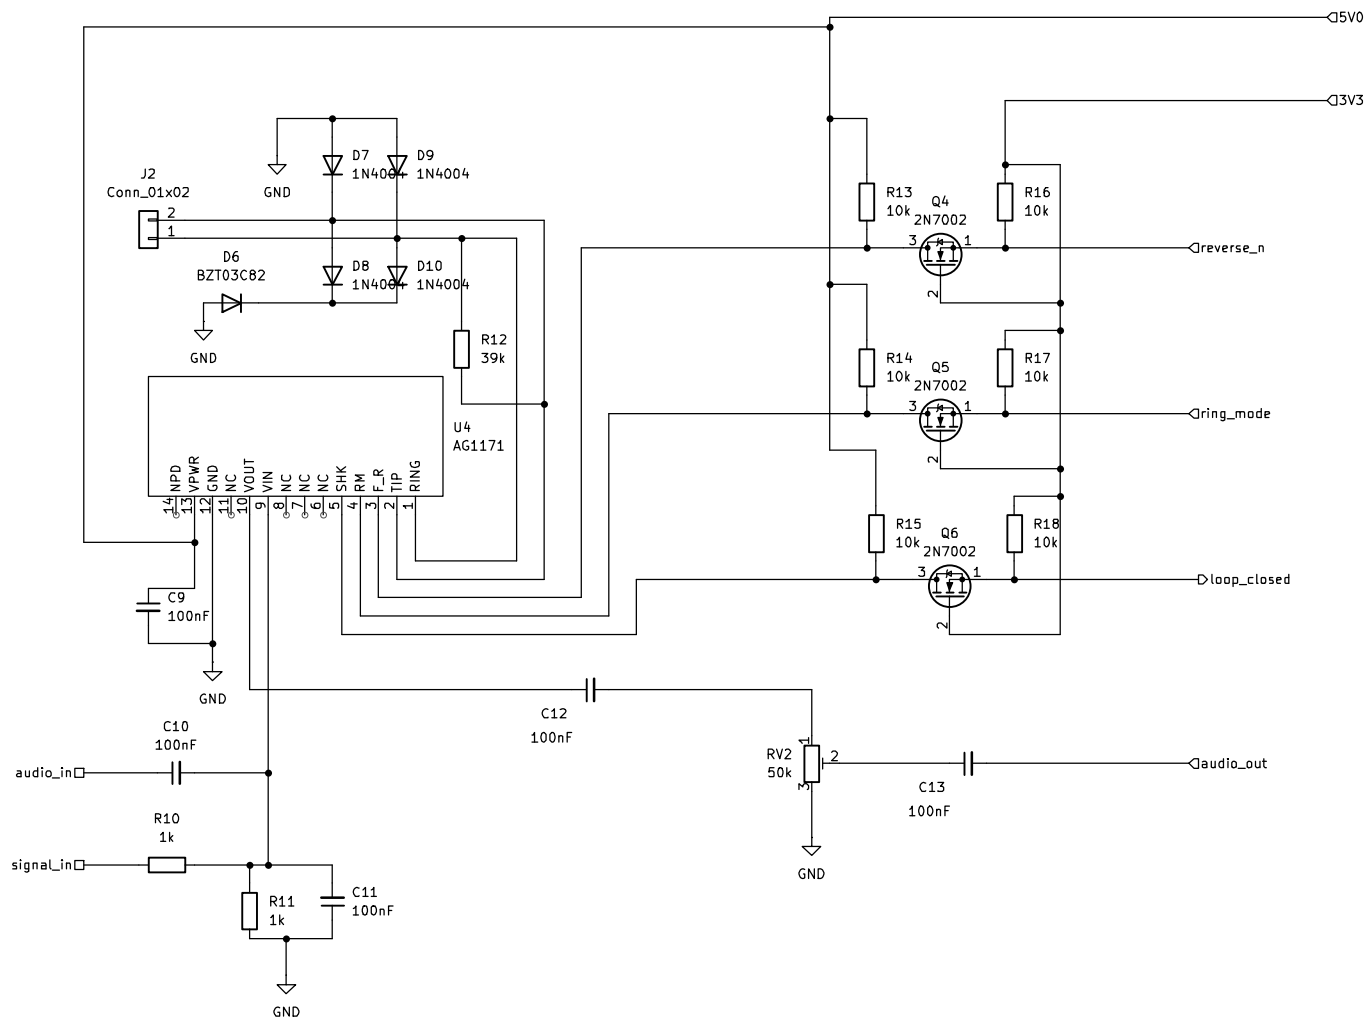 5V0
3V3
D7
1N4004
D9
1N4004
GND
J2
Conn_01x02
2
1
D6
BZT03C82
D8
1N4004
D10
1N4004
GND
R12
39k
U4
AG1171
NPD
VPWR
GND
NC
VOUT
VIN
NC
NC
NC
SHK
RM
F_R
TIP
RING
14
13
12
11
10
9
8
7
6
5
4
3
2
1
R13
10k
Q4
2N7002
3
1
2
R16
10k
reverse_n
R14
10k
Q5
2N7002
3
1
2
R17
10k
ring_mode
R15
10k
Q6
2N7002
3
1
2
R18
10k
loop_closed
C9
100nF
GND
C12
100nF
C10
100nF
audio_in
RV2
50k
1
2
3
C13
100nF
audio_out
GND
R10
1k
signal_in
R11
1k
C11
100nF
GND